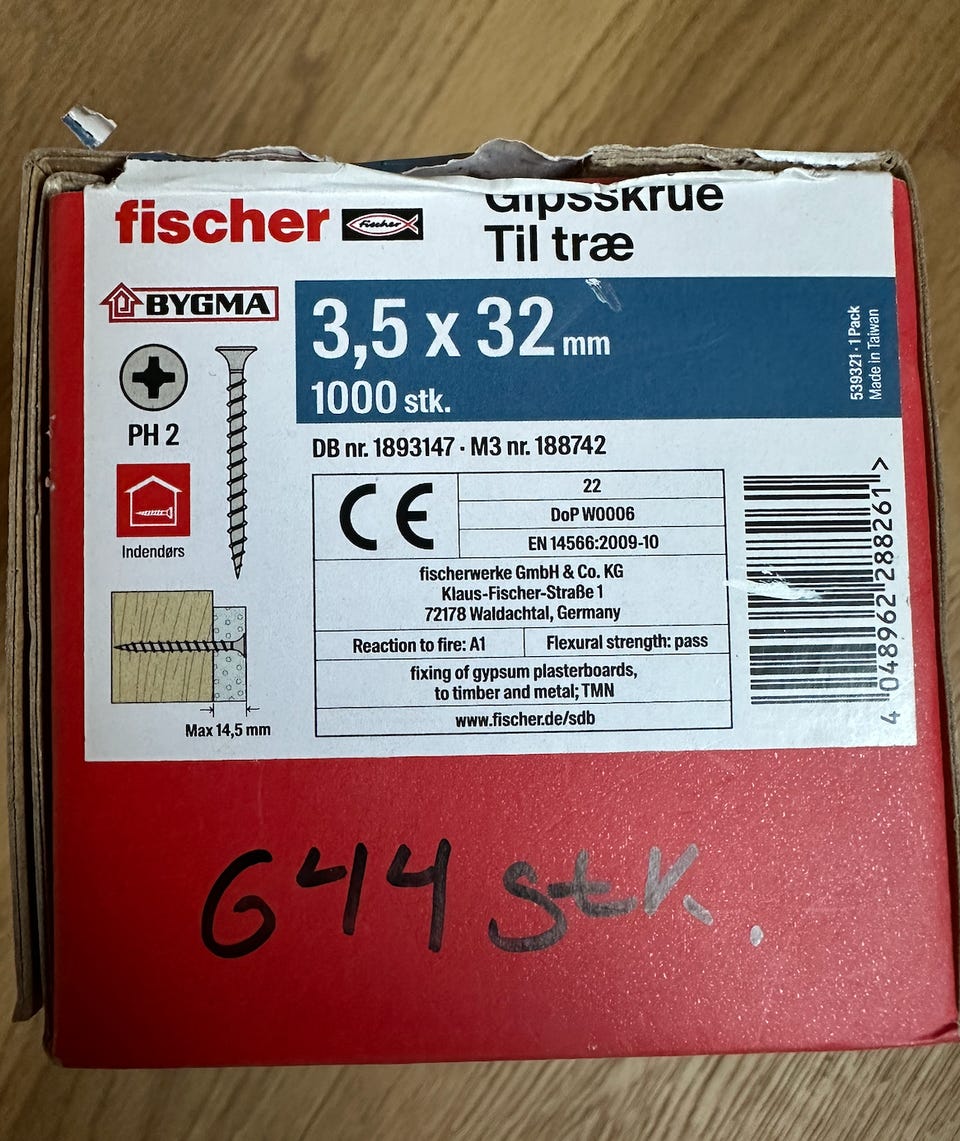 fischer fischer
Gipsskrue
Til træ
BYGMA
3,5 x 32 mm
1000 stk.
539321 · 1 Pack
Made in Taiwan
PH 2
DB nr. 1893147 · M3 nr. 188742
Indendørs
CE
22
DoP W0006
EN 14566:2009-10
fischerwerke GmbH & Co. KG
Klaus-Fischer-Straße 1
72178 Waldachtal, Germany
Reaction to fire: A1
Flexural strength: pass
fixing of gypsum plasterboards,
to timber and metal; TMN
www.fischer.de/sdb
Max 14,5 mm
4 048962 288261 >
644 stk.